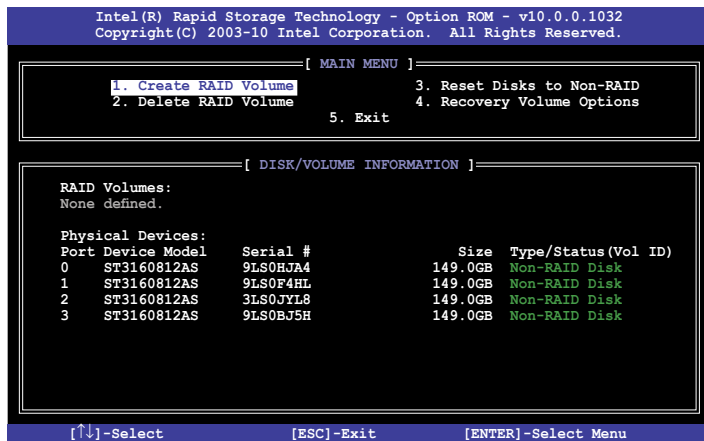 Intel(R) Rapid Storage Technology - Option ROM - v10.0.0.1032
Copyright(C) 2003-10 Intel Corporation. All Rights Reserved.
[ MAIN MENU ]
1. Create RAID Volume 3. Reset Disks to Non-RAID
2. Delete RAID Volume 4. Recovery Volume Options
5. Exit
[ DISK/VOLUME INFORMATION ]
RAID Volumes:
None defined.
Physical Devices:
Port Device Model Serial # Size Type/Status(Vol ID)
0 ST3160812AS 9LS0HJA4 149.0GB Non-RAID Disk
1 ST3160812AS 9LS0F4HL 149.0GB Non-RAID Disk
2 ST3160812AS 3LS0JYL8 149.0GB Non-RAID Disk
3 ST3160812AS 9LS0BJ5H 149.0GB Non-RAID Disk
[↑↓]-Select [ESC]-Exit [ENTER]-Select Menu